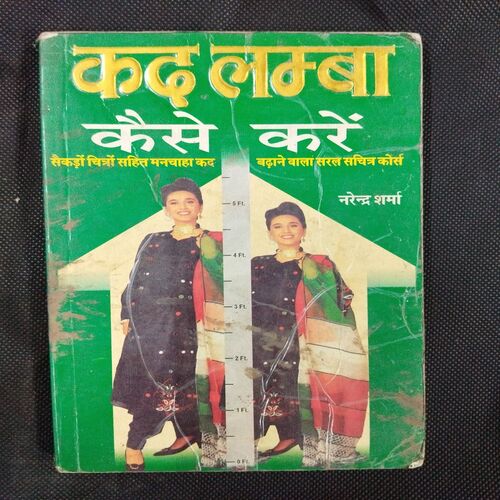 कद लम्बा
कैसे करें
सैकड़ों चित्रों सहित मनचाहा कद बढ़ाने वाला सरल सचित्र कोर्स
नरेन्द्र शर्मा
5 Ft.
4 Ft.
3 Ft.
2 Ft.
1 Ft.
0 Ft.